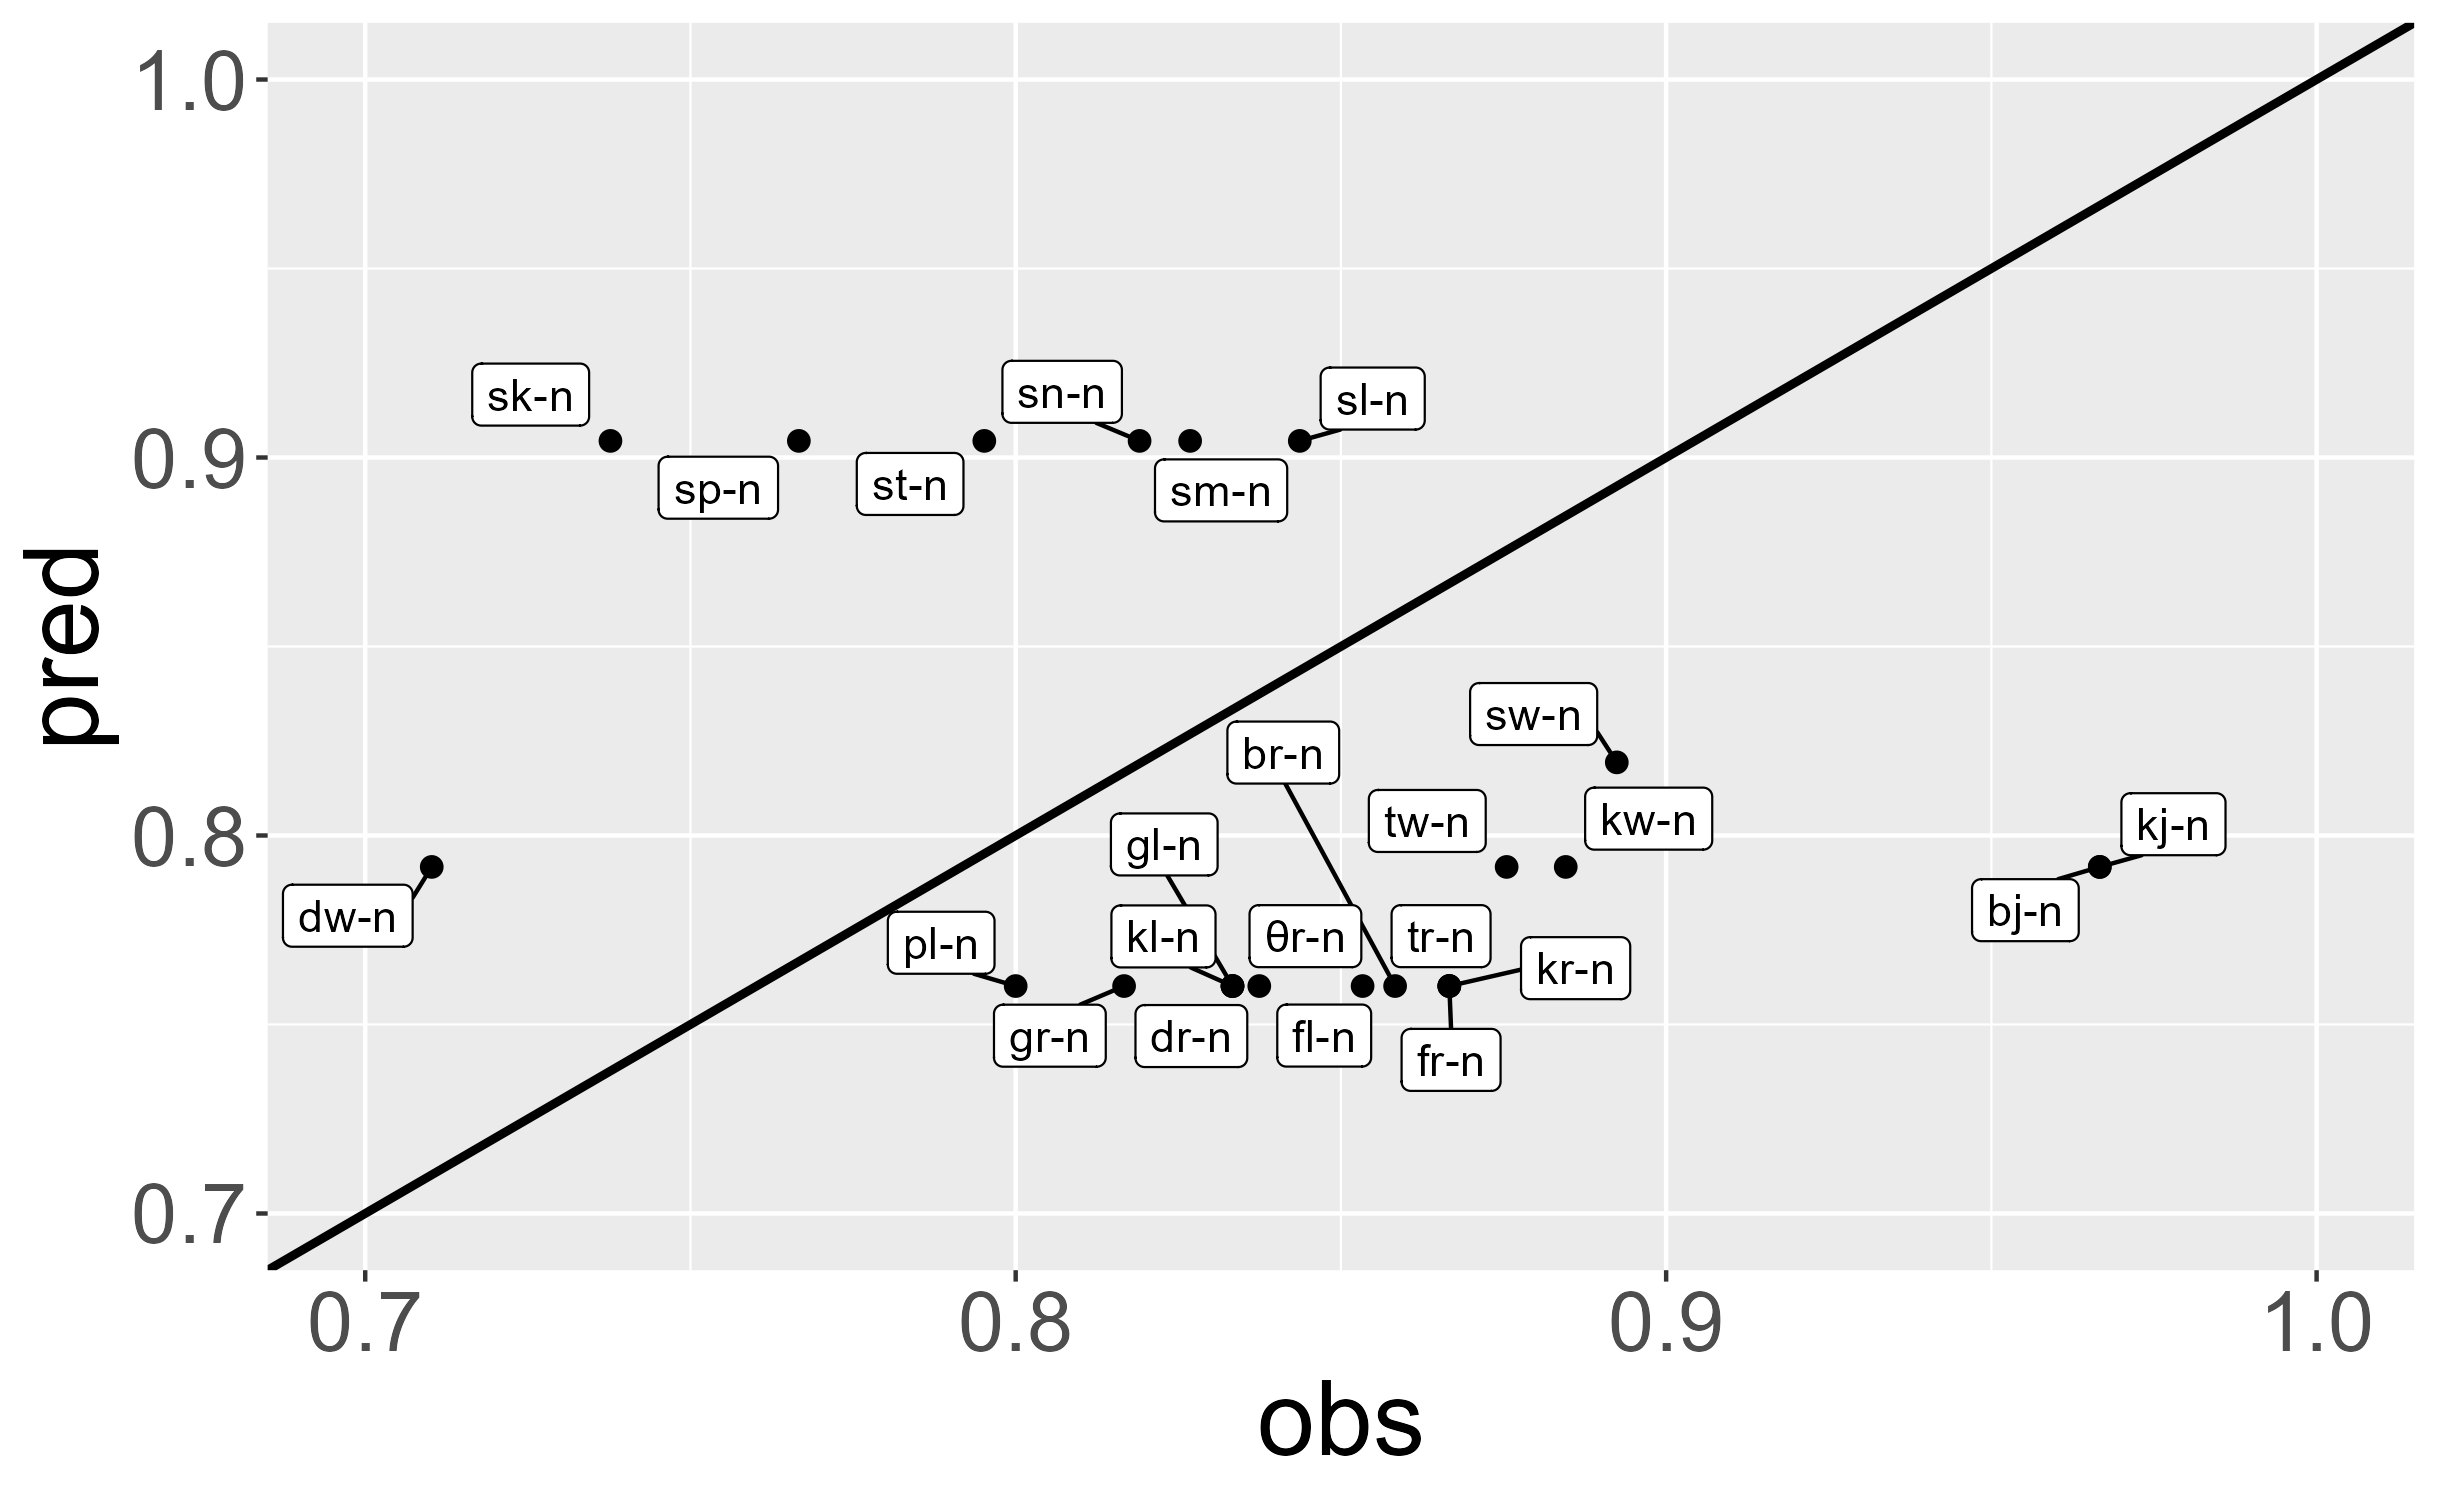 1.0
sk-n
sn-n
sl-n
0.9
sp-n
st-n
sm-n
pred
sw-n
br-n
tw-n
kw-n
kj-n
0.8
gl-n
dw-n
pl-n
kl-n
θr-n
tr-n
bj-n
kr-n
gr-n
dr-n
fl-n
fr-n
0.7
0.7
0.8
0.9
1.0
obs